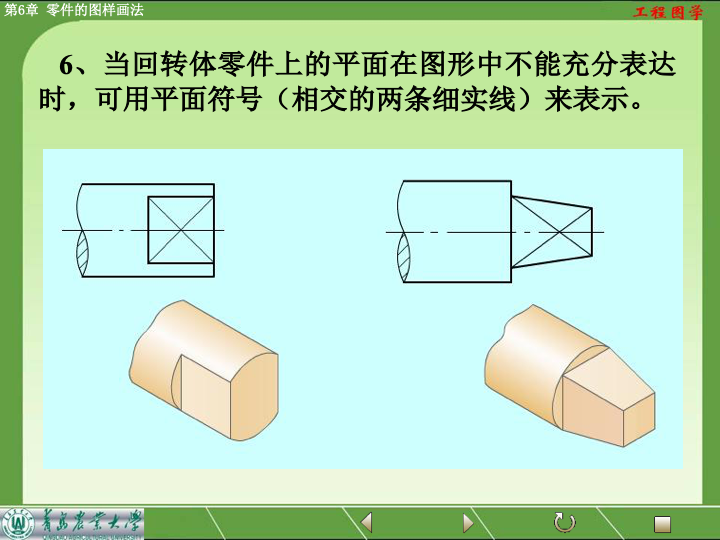 第6章 零件的图样画法
工程图学
6、当回转体零件上的平面在图形中不能充分表达
时，可用平面符号（相交的两条细实线）来表示。
青岛农业大学